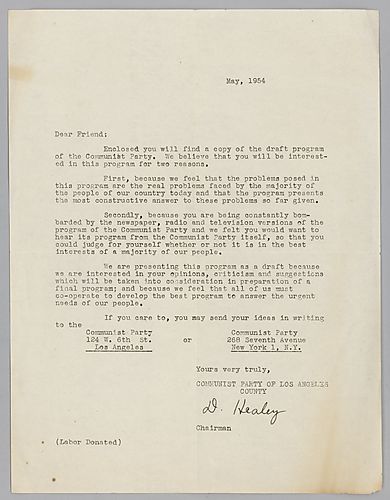 May, 1954
Dear Friend:
Enclosed you will find a copy of the draft program
of the Communist Party. We believe that you will be interest-
ed in this program for two reasons.
First, because we feel that the problems posed in
this program are the real problems faced by the majority of
the people of our country today and that the program presents
the most constructive answer to these problems so far given.
Secondly, because you are being constantly bom-
barded by the newspaper, radio and television versions of the
program of the Communist Party and we felt you would want to
hear its program from the Communist Party itself, so that you
could judge for yourself whether or not it is in the best
interests of a majority of our people.
We are presenting this program as a draft because
we are interested in your opinions, criticism and suggestions
which will be taken into consideration in preparation of a
final program; and because we feel that all of us must
co-operate to develop the best program to answer the urgent
needs of our people.
If you care to, you may send your ideas in writing
to the
Communist Party Communist Party
124 W. 6th St. or 268 Seventh Avenue
Los Angeles New York 1, N.Y.
Yours very truly,
COMMUNIST PARTY OF LOS ANGELES
COUNTY
D. Healey
Chairman
(Labor Donated)